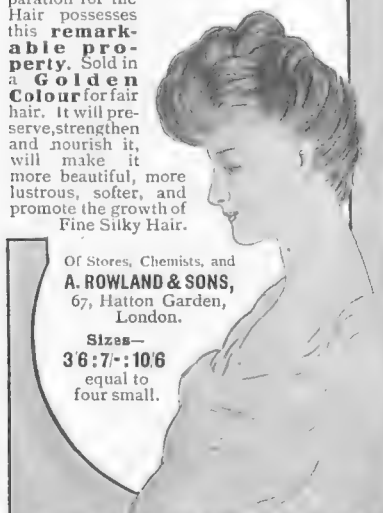 paration for the
Hair possesses
this remark-
able pro-
perty. Sold in
a Golden
Colour for fair
hair. It will pre-
serve, strengthen
and nourish it,
will make it
more beautiful, more
lustrous, softer, and
promote the growth of
Fine Silky Hair.
Of Stores, Chemists, and
A. ROWLAND & SONS,
67, Hatton Garden,
London.
Sizes—
3/6 : 7/- : 10/6
equal to
four small.